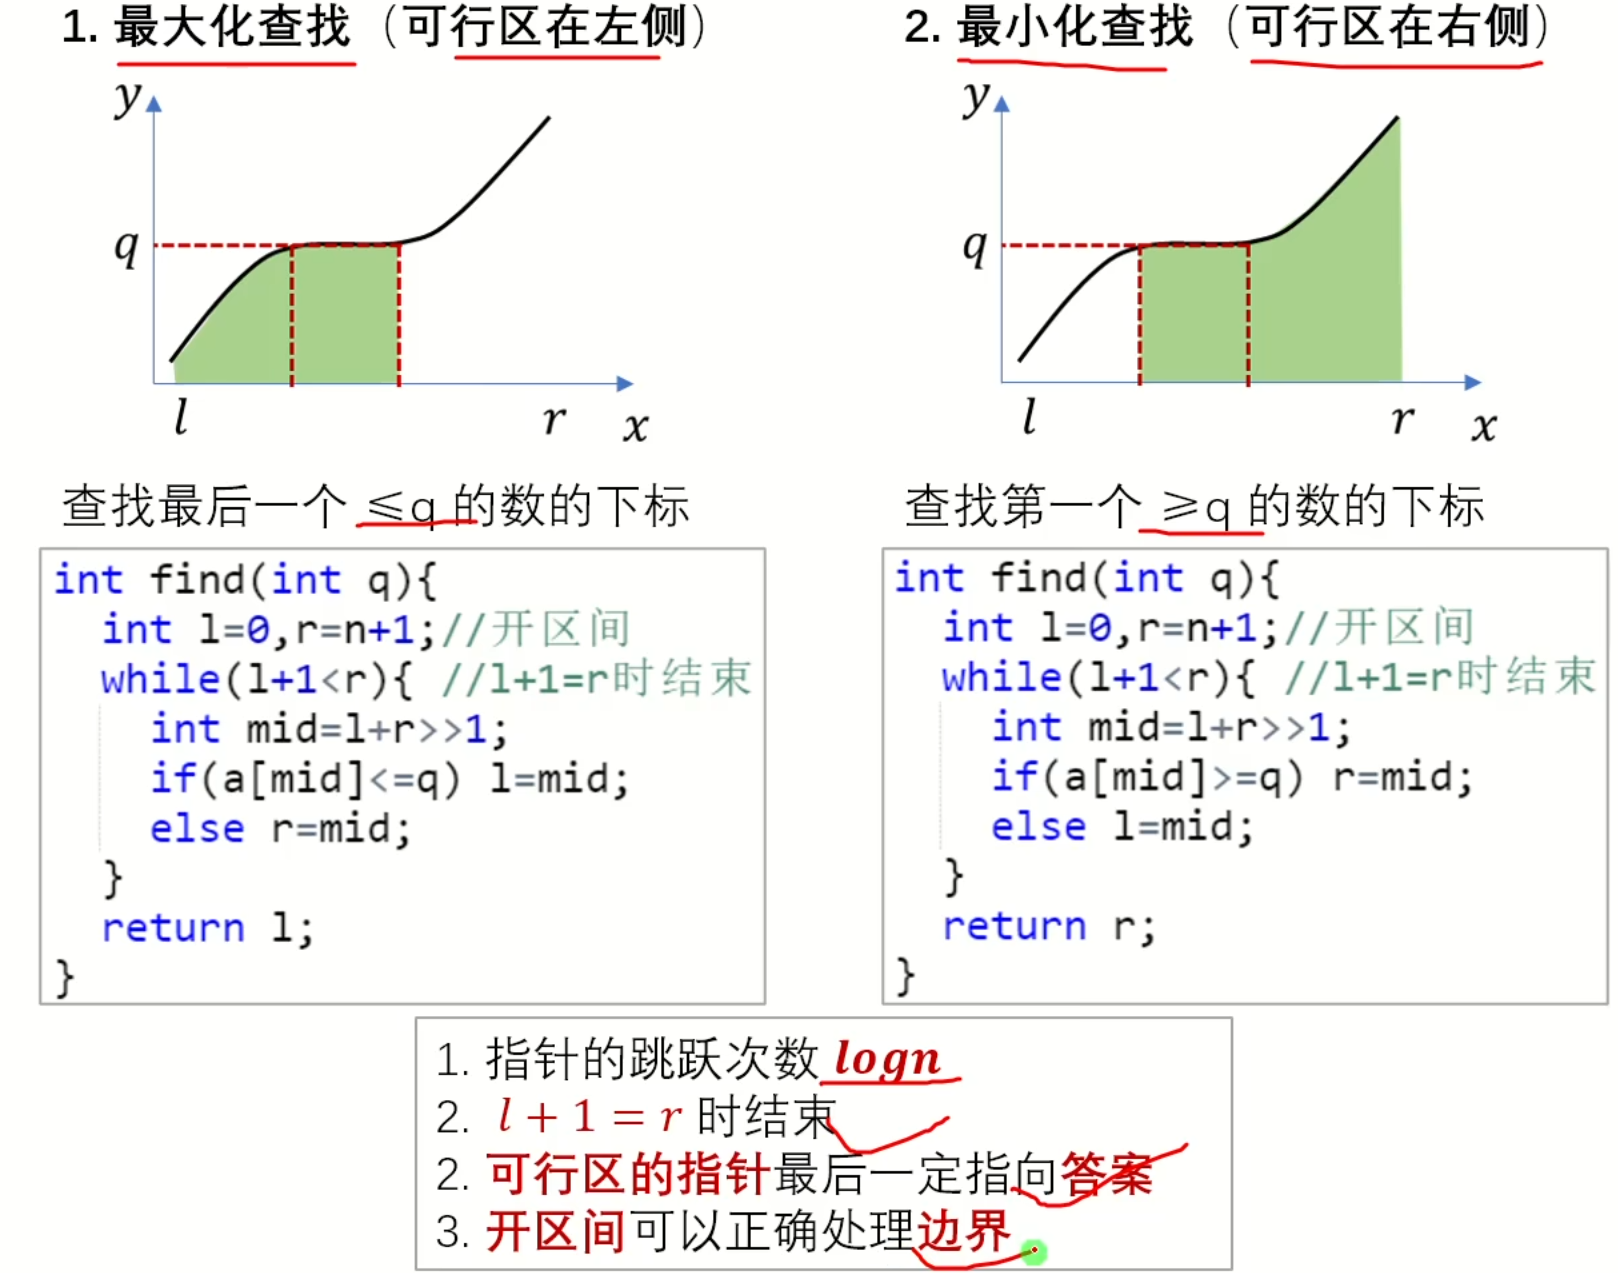 1. 最大化查找（可行区在左侧）
y
q
l
r
x
查找最后一个 ≤q 的数的下标
int find(int q){
int l=0,r=n+1;//开区间
while(l+1<r){ //l+1=r时结束
int mid=l+r>>1;
if(a[mid]<=q) l=mid;
else r=mid;
}
return l;
}
2. 最小化查找（可行区在右侧）
y
q
l
r
x
查找第一个 ≥q 的数的下标
int find(int q){
int l=0,r=n+1;//开区间
while(l+1<r){ //l+1=r时结束
int mid=l+r>>1;
if(a[mid]>=q) r=mid;
else l=mid;
}
return r;
}
1. 指针的跳跃次数 logn
2. l + 1 = r 时结束
2. 可行区的指针最后一定指向答案
3. 开区间可以正确处理边界